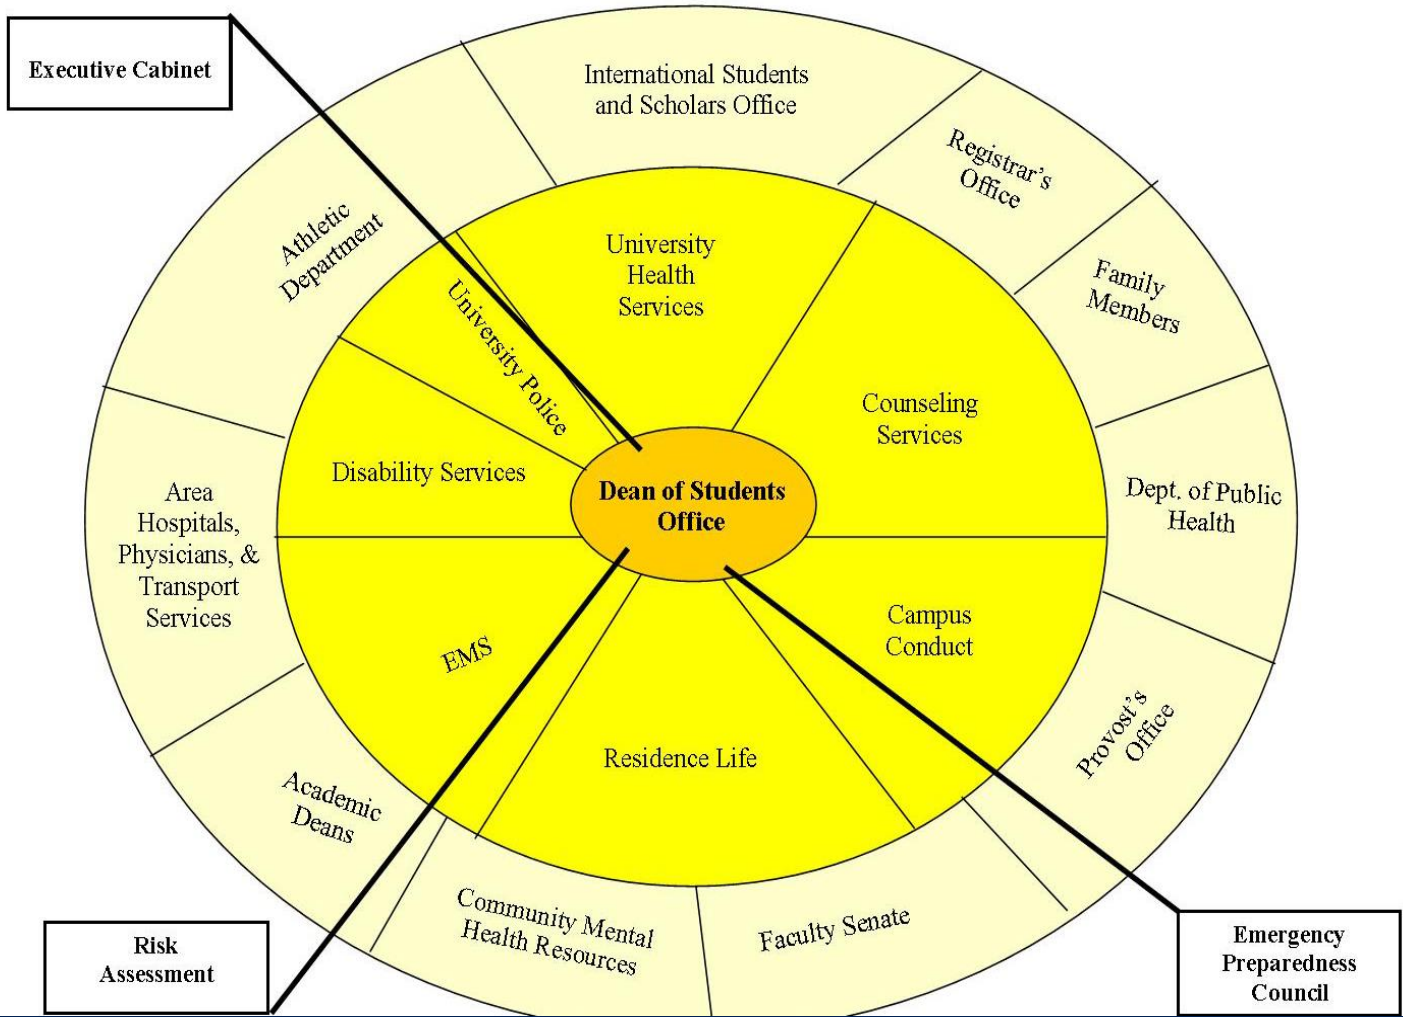 Executive Cabinet
International Students
and Scholars Office
Registrar's
Office
Athletic
Department
Family
Members
University
Health
Services
University Police
Counseling
Services
Disability Services
Dean of Students
Office
Area
Hospitals,
Physicians, &
Transport
Services
Dept. of Public
Health
Campus
Conduct
EMS
Provost's
Office
Residence Life
Academic
Deans
Community Mental
Health Resources
Faculty Senate
Risk
Assessment
Emergency
Preparedness
Council